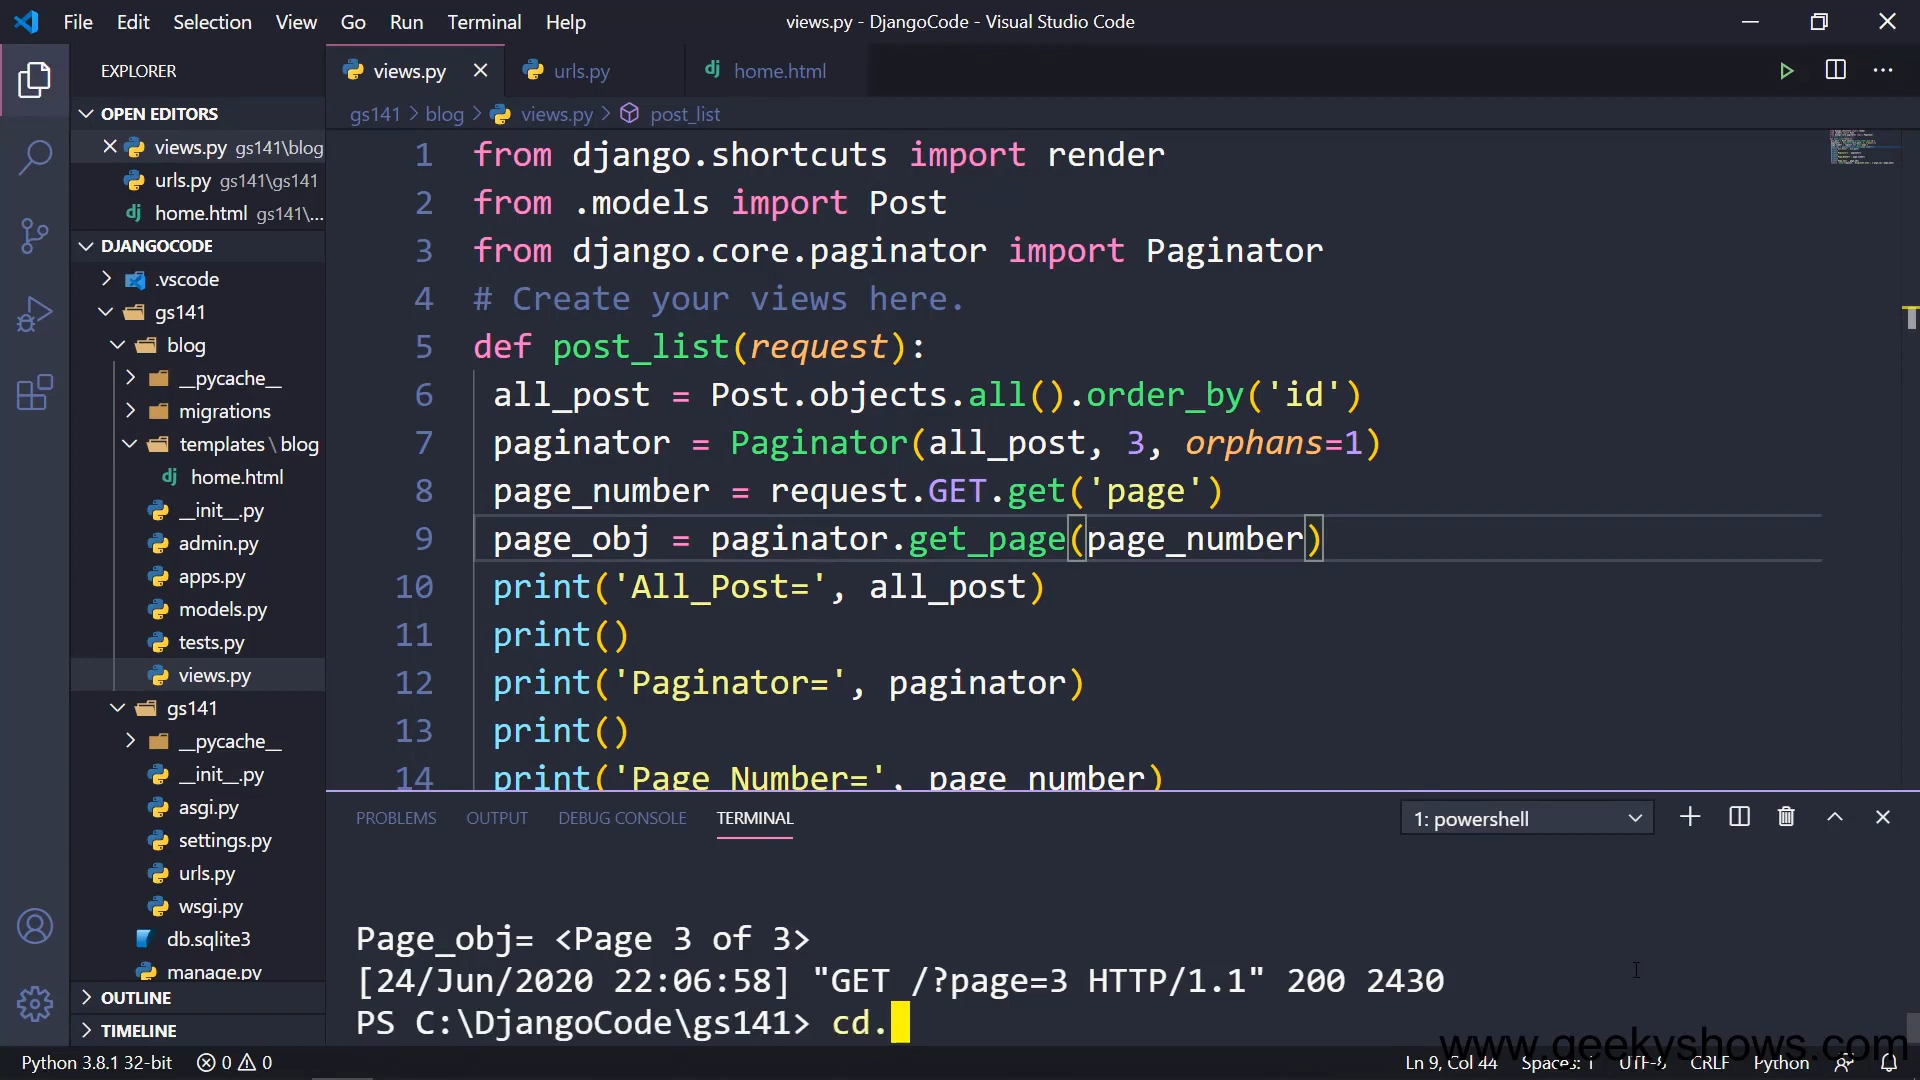 File Edit Selection View Go Run Terminal Help
views.py - DjangoCode - Visual Studio Code
EXPLORER
OPEN EDITORS
views.py gs141\blog
urls.py gs141\gs141
home.html gs141\...
DJANGOCODE
.vscode
gs141
blog
__pycache__
migrations
templates \ blog
home.html
__init__.py
admin.py
apps.py
models.py
tests.py
views.py
gs141
__pycache__
__init__.py
asgi.py
settings.py
urls.py
wsgi.py
db.sqlite3
manage.py
OUTLINE
TIMELINE
views.py urls.py home.html
gs141 > blog > views.py > post_list
1 from django.shortcuts import render
2 from .models import Post
3 from django.core.paginator import Paginator
4 # Create your views here.
5 def post_list(request):
6 all_post = Post.objects.all().order_by('id')
7 paginator = Paginator(all_post, 3, orphans=1)
8 page_number = request.GET.get('page')
9 page_obj = paginator.get_page(page_number)
10 print('All_Post=', all_post)
11 print()
12 print('Paginator=', paginator)
13 print()
14 print('Page Number=', page_number)
PROBLEMS OUTPUT DEBUG CONSOLE TERMINAL 1: powershell
Page_obj= <Page 3 of 3>
[24/Jun/2020 22:06:58] "GET /?page=3 HTTP/1.1" 200 2430
PS C:\DjangoCode\gs141> cd.
www.geekyshows.com
Python 3.8.1 32-bit 0 0 Ln 9, Col 44 Spaces: 1 UTF-8 CRLF Python